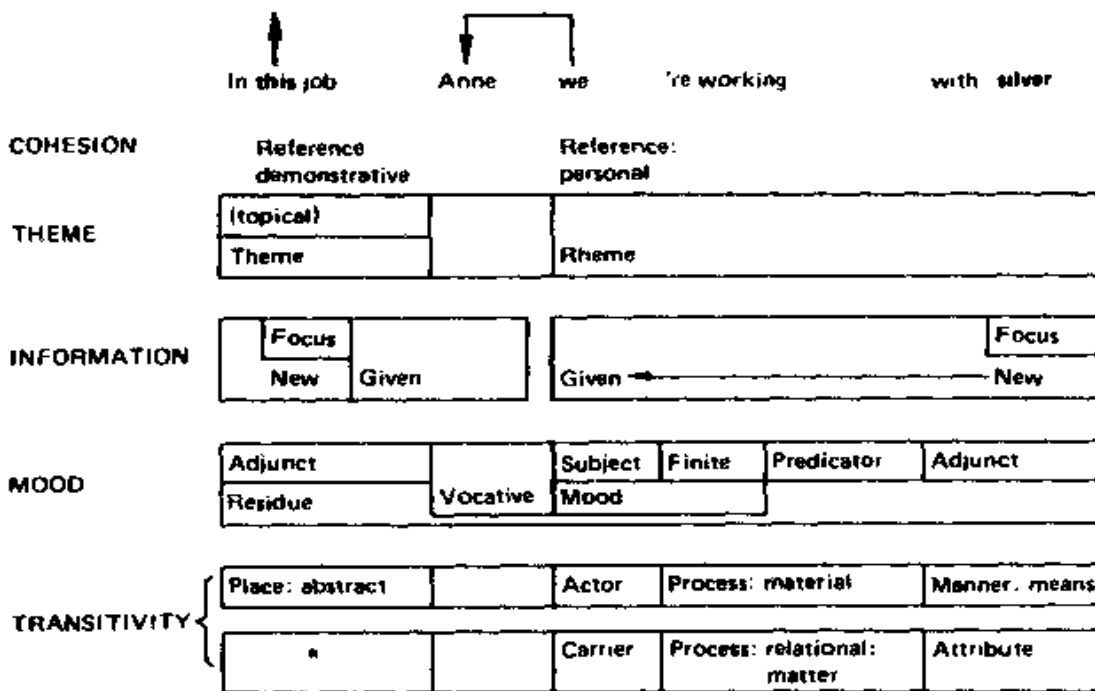 In this job Anne we 're working with silver
COHESION
Reference demonstrative
Reference: personal
THEME
(topical)
Theme Rheme
INFORMATION
Focus Focus
New Given Given New
MOOD
Adjunct Subject Finite Predicator Adjunct
Residue Vocative Mood
TRANSITIVITY
Place: abstract Actor Process: material Manner. means
" Carrier Process: relational: matter Attribute